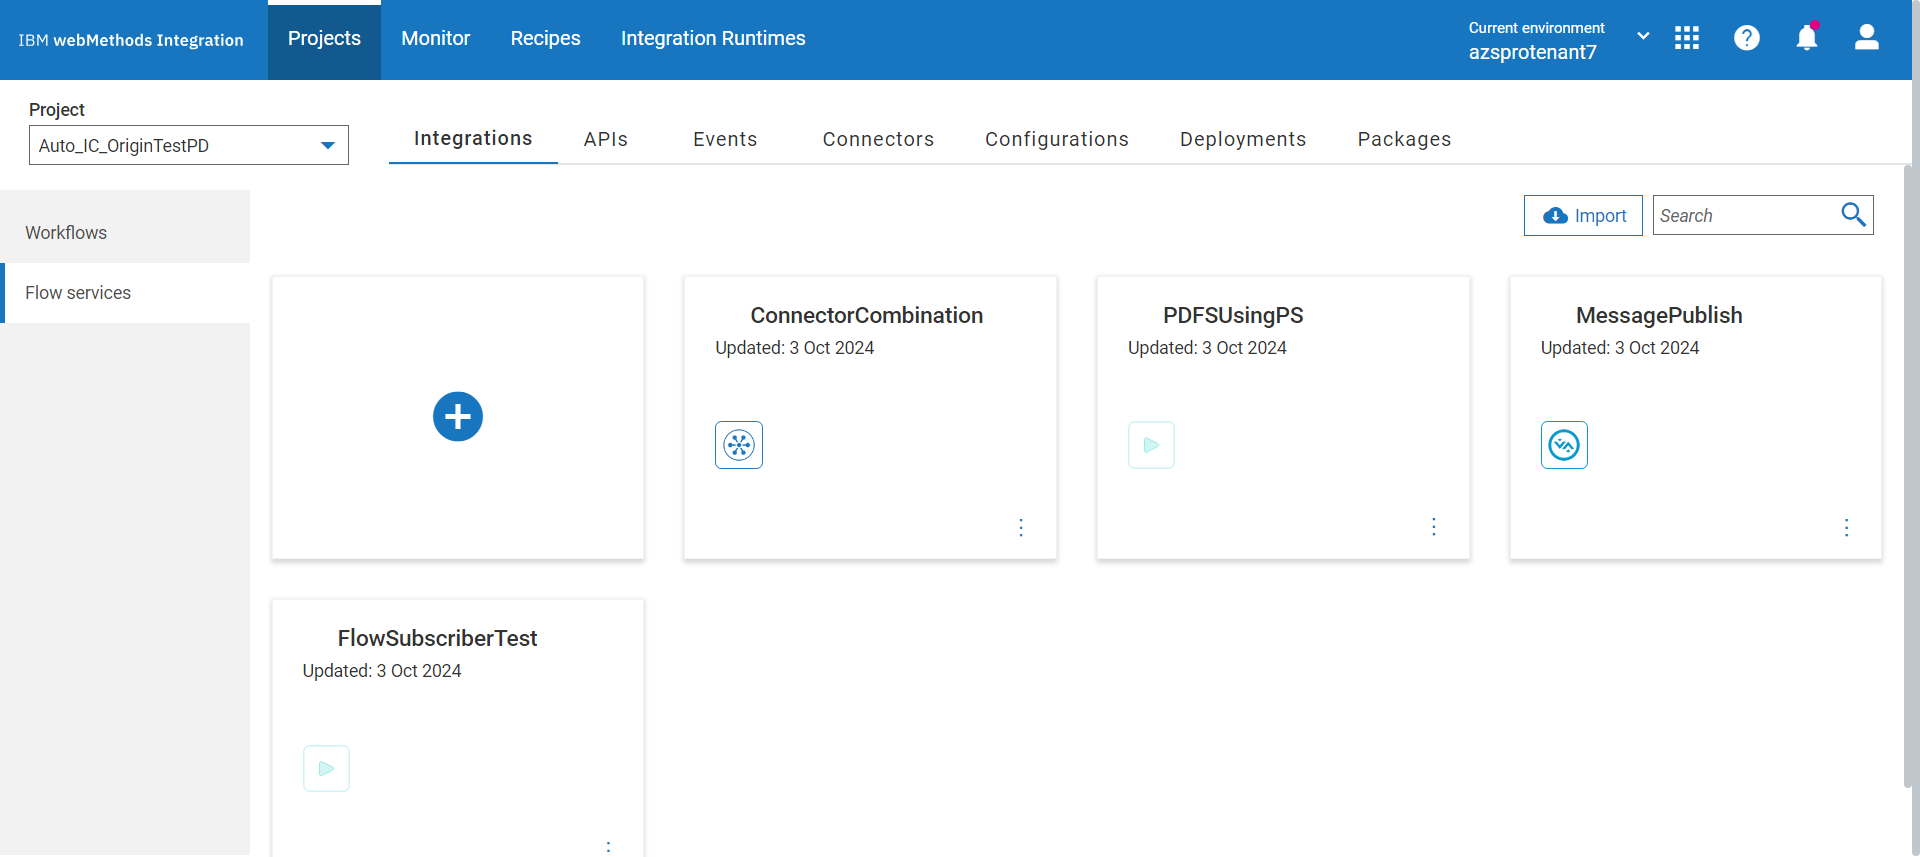 IBM webMethods Integration
Projects
Monitor
Recipes
Integration Runtimes
Current environment
azsprotenant7
Project
Auto_IC_OriginTestPD
Integrations
APIs
Events
Connectors
Configurations
Deployments
Packages
Workflows
Flow services
Import
Search
ConnectorCombination
Updated: 3 Oct 2024
PDFSUsingPS
Updated: 3 Oct 2024
MessagePublish
Updated: 3 Oct 2024
FlowSubscriberTest
Updated: 3 Oct 2024